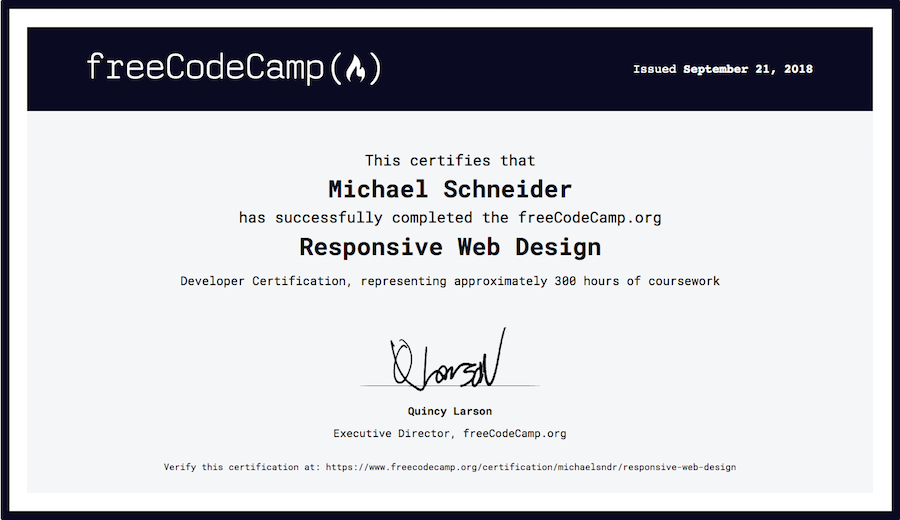 freeCodeCamp(🔥)
Issued September 21, 2018
This certifies that
Michael Schneider
has successfully completed the freeCodeCamp.org
Responsive Web Design
Developer Certification, representing approximately 300 hours of coursework
QLarson
Quincy Larson
Executive Director, freeCodeCamp.org
Verify this certification at: https://www.freecodecamp.org/certification/michaelsndr/responsive-web-design